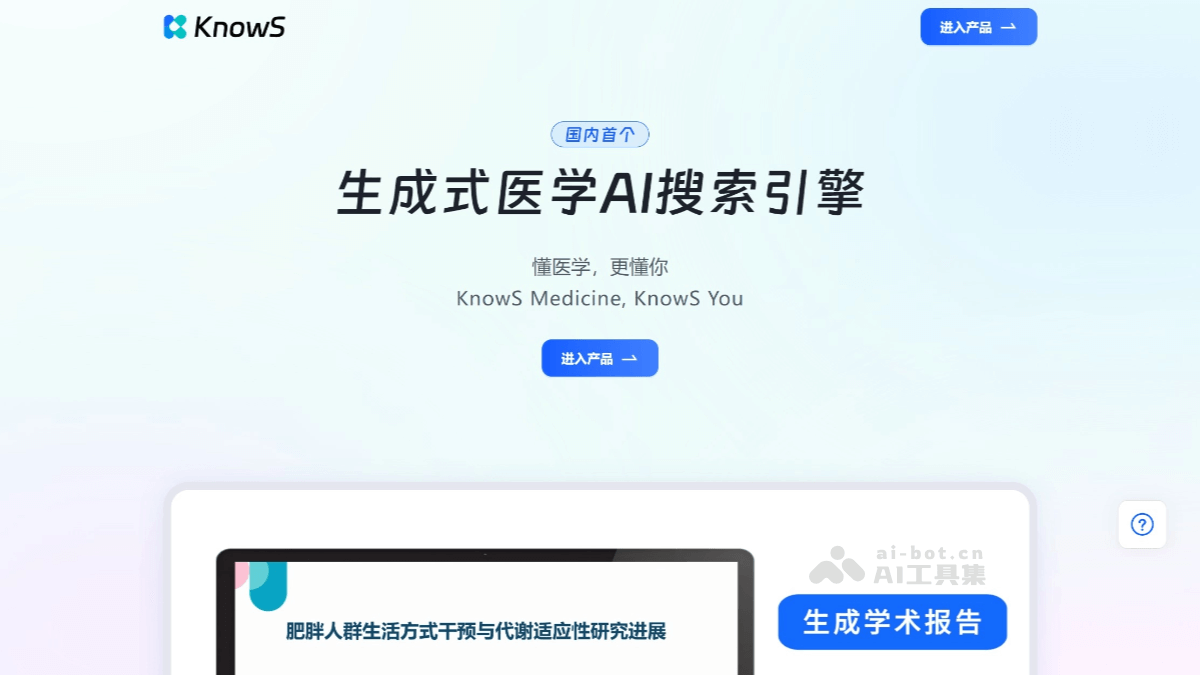 KnowS
进入产品
国内首个
生成式医学AI搜索引擎
懂医学，更懂你
KnowS Medicine, KnowS You
进入产品
ai-bot.cn
AI工具集
生成学术报告
肥胖人群生活方式干预与代谢适应性研究进展